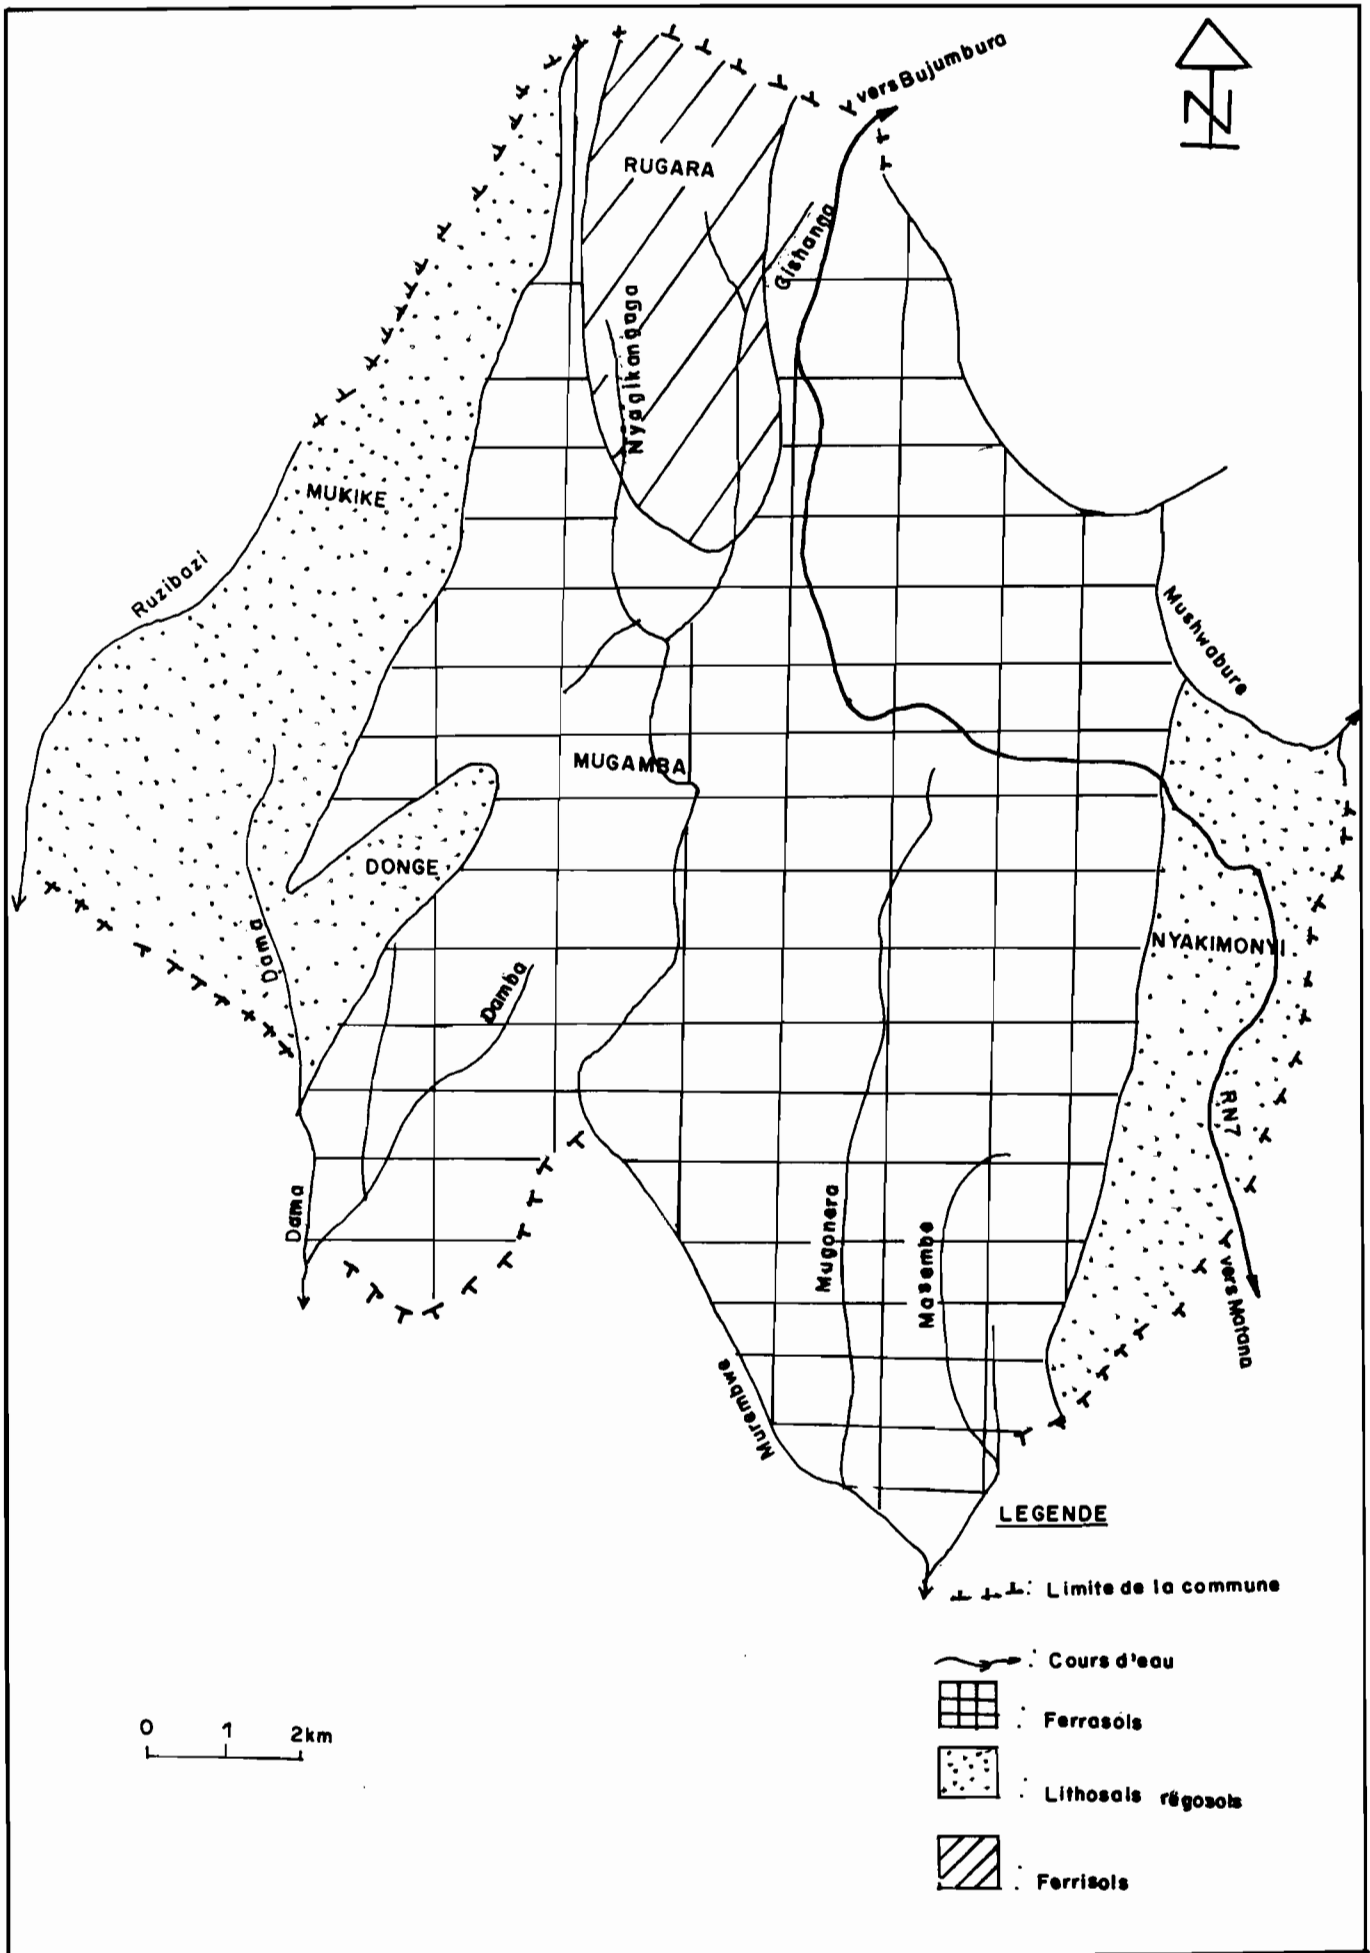 vers Bujumbura
N
RUGARA
Gishanga
Nyagikangaga
MUKIKE
Ruzibazi
Mushwabure
MUGAMBA
DONGE
Dama
NYAKIMONYI
Damba
RN7
Dama
Mugonera
Masembe
vers Matana
Murembwe
LEGENDE
: Limite de la commune
: Cours d'eau
: Ferrasols
: Lithosals régosols
: Ferrisols
0 1 2km